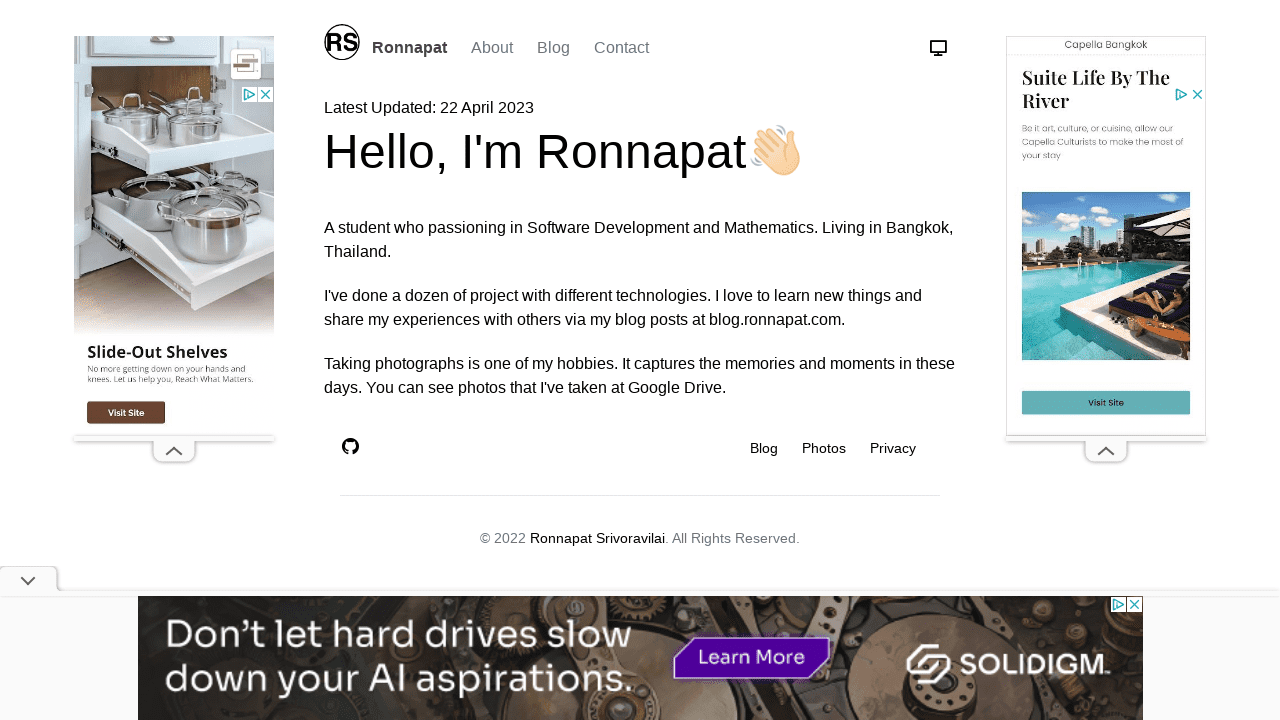 RS
Ronnapat About Blog Contact
Latest Updated: 22 April 2023
Hello, I'm Ronnapat👋🏼
A student who passioning in Software Development and Mathematics. Living in Bangkok,
Thailand.
I've done a dozen of project with different technologies. I love to learn new things and
share my experiences with others via my blog posts at blog.ronnapat.com.
Taking photographs is one of my hobbies. It captures the memories and moments in these
days. You can see photos that I've taken at Google Drive.
Blog Photos Privacy
© 2022 Ronnapat Srivoravilai. All Rights Reserved.
Slide-Out Shelves
No more getting down on your hands and
knees. Let us help you, Reach What Matters.
Visit Site
Capella Bangkok
Suite Life By The
River
Be it art, culture, or cuisine, allow our
Capella Culturists to make the most of
your stay
Visit Site
Don't let hard drives slow
down your AI aspirations.
Learn More
SOLIDIGM